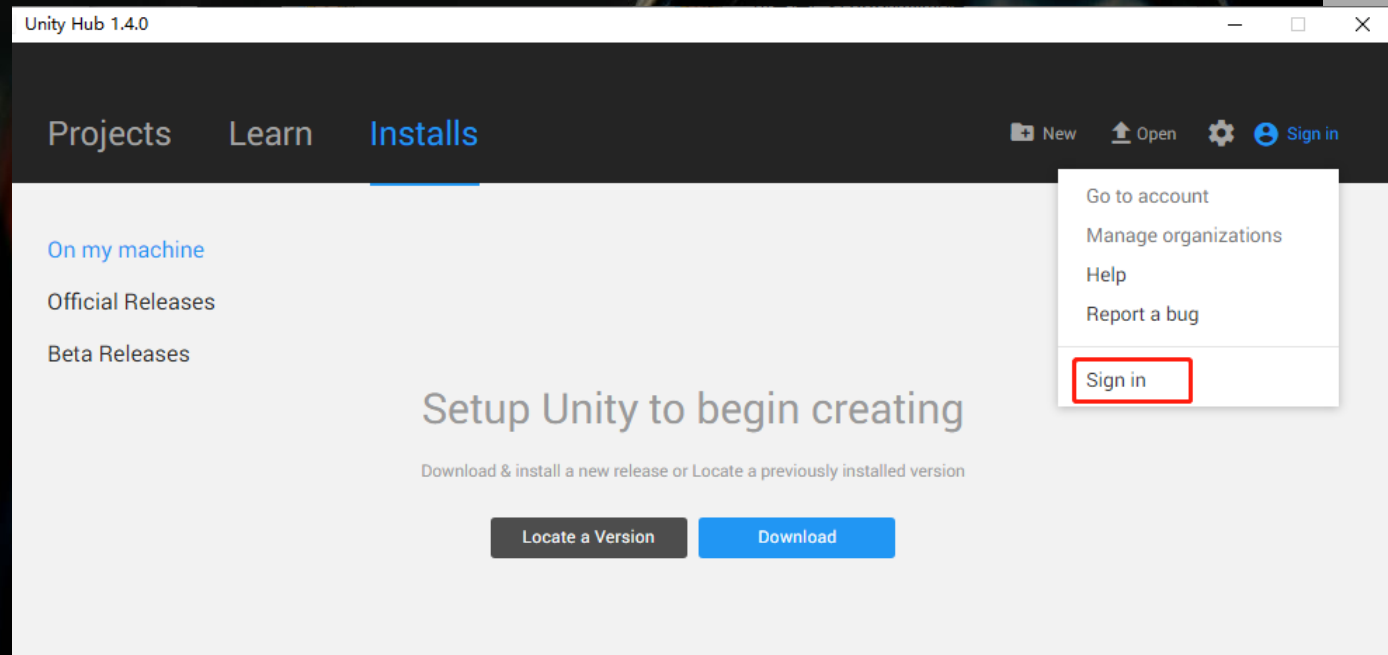 Unity Hub 1.4.0
Projects Learn Installs New Open Sign in
Go to account
Manage organizations
Help
Report a bug
Sign in
On my machine
Official Releases
Beta Releases
Setup Unity to begin creating
Download & install a new release or Locate a previously installed version
Locate a Version Download